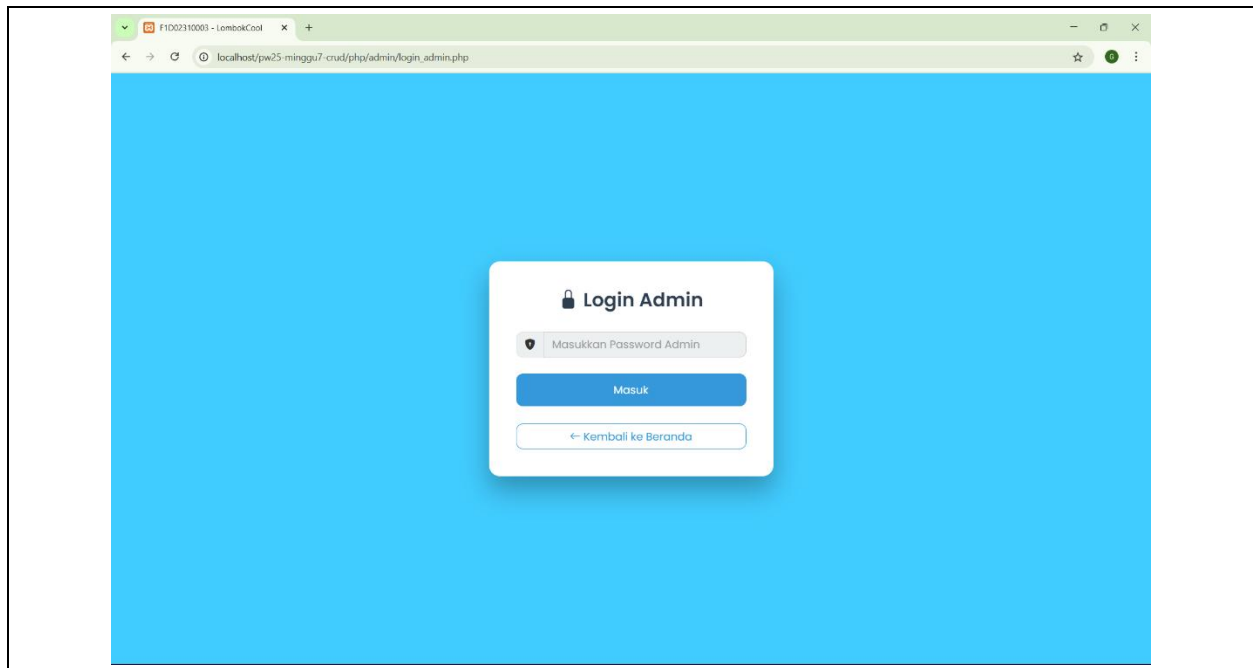 F1D02310003 - LombokCool
localhost/pw25-minggu7-crud/php/admin/login_admin.php
G
Login Admin
Masukkan Password Admin
Masuk
← Kembali ke Beranda